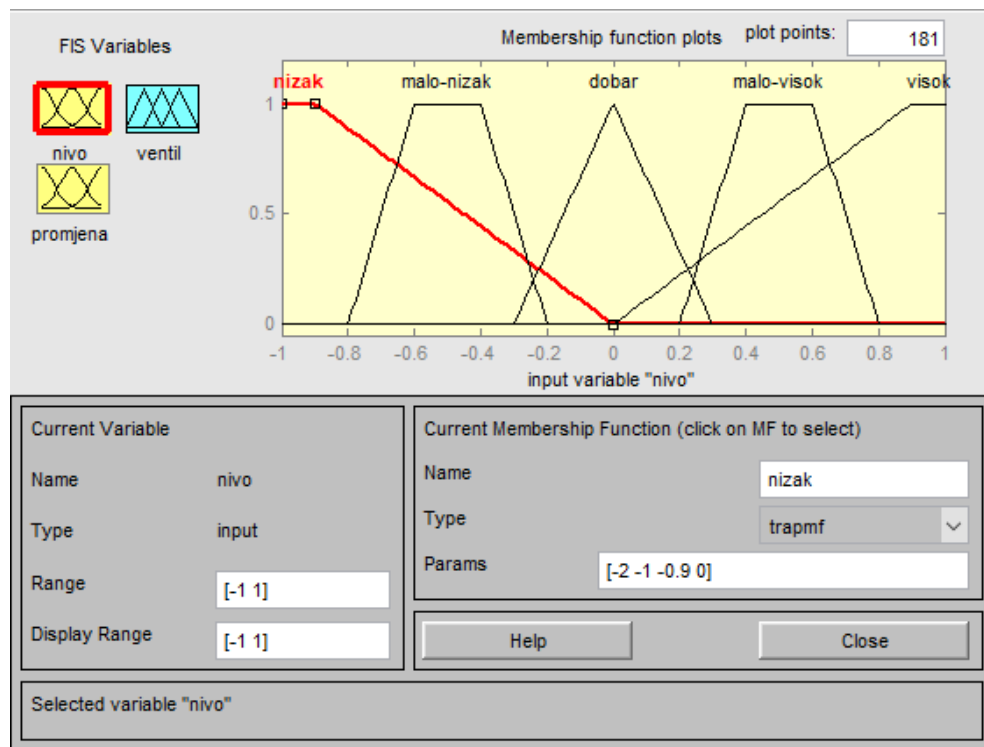 FIS Variables
Membership function plots
plot points:
181
nivo
ventil
promjena
nizak
malo-nizak
dobar
malo-visok
visok
1
0.5
0
-1
-0.8
-0.6
-0.4
-0.2
0
0.2
0.4
0.6
0.8
1
input variable "nivo"
Current Variable
Name
nivo
Type
input
Range
[-1 1]
Display Range
[-1 1]
Current Membership Function (click on MF to select)
Name
nizak
Type
trapmf
Params
[-2 -1 -0.9 0]
Help
Close
Selected variable "nivo"